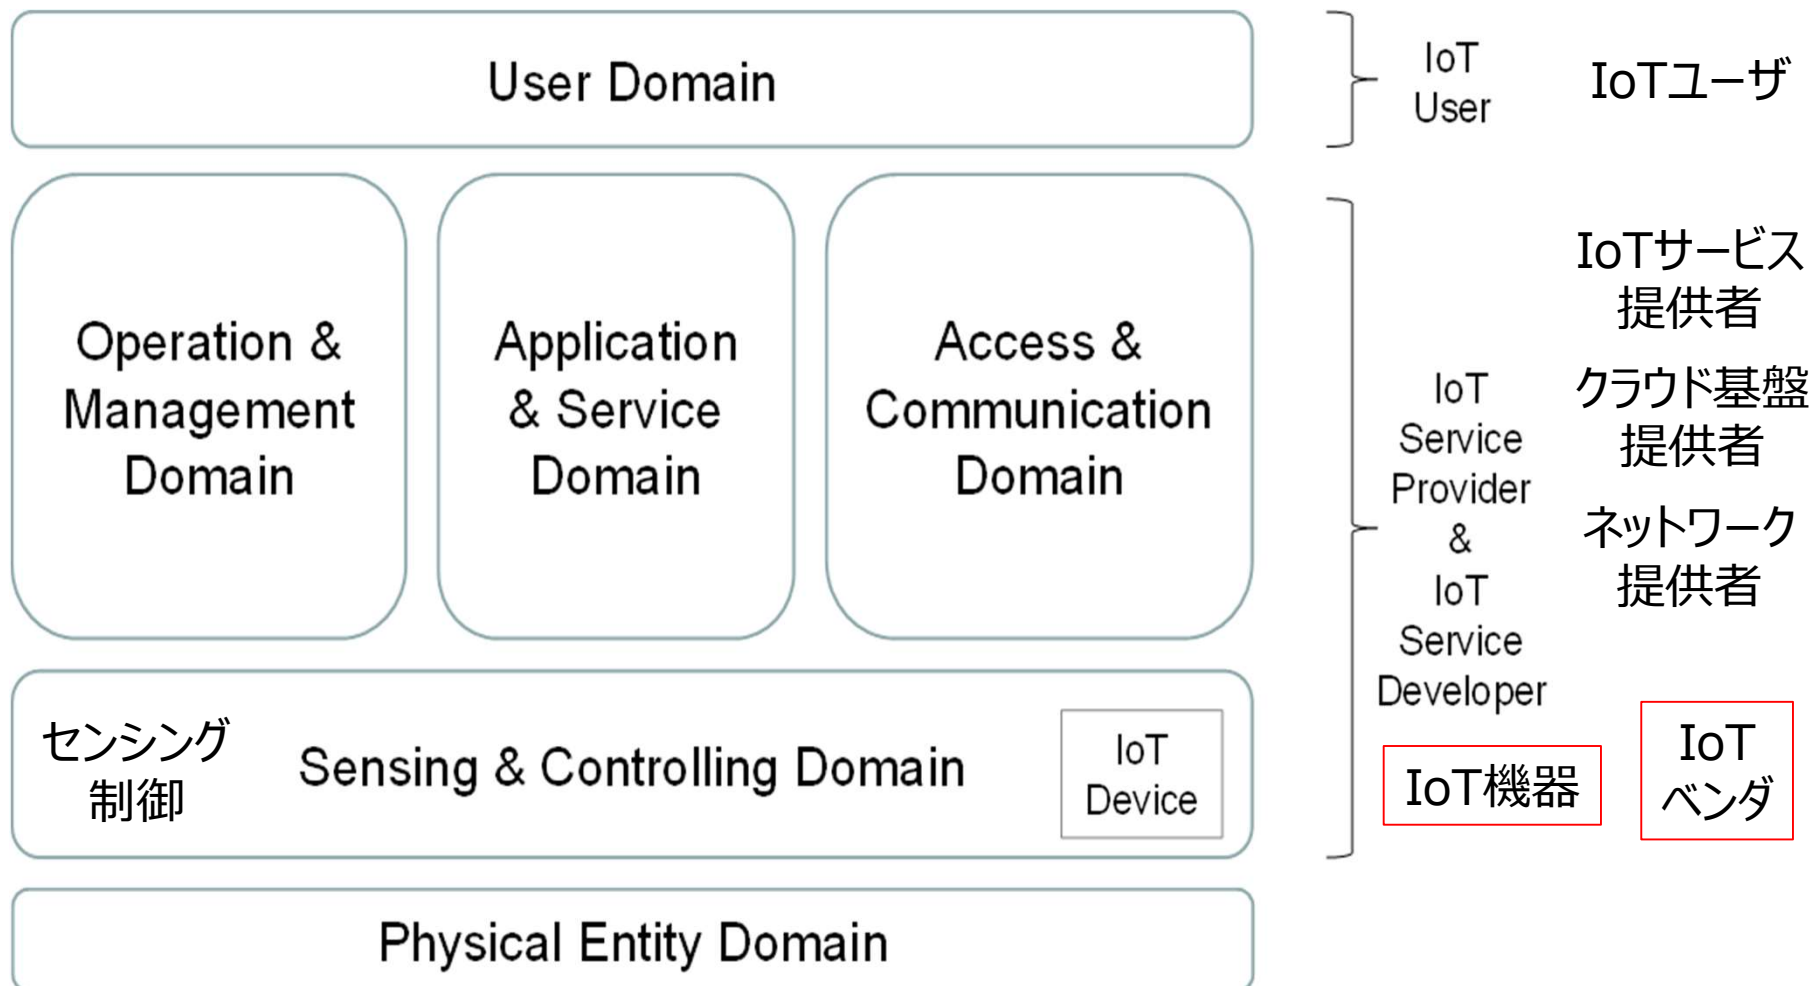 User Domain
IoT
User
IoTユーザ
Operation &
Management
Domain
Application
& Service
Domain
Access &
Communication
Domain
IoT
Service
Provider
&
IoT
Service
Developer
IoTサービス
提供者
クラウド基盤
提供者
ネットワーク
提供者
センシング
制御
Sensing & Controlling Domain
IoT
Device
IoT機器
IoT
ベンダ
Physical Entity Domain